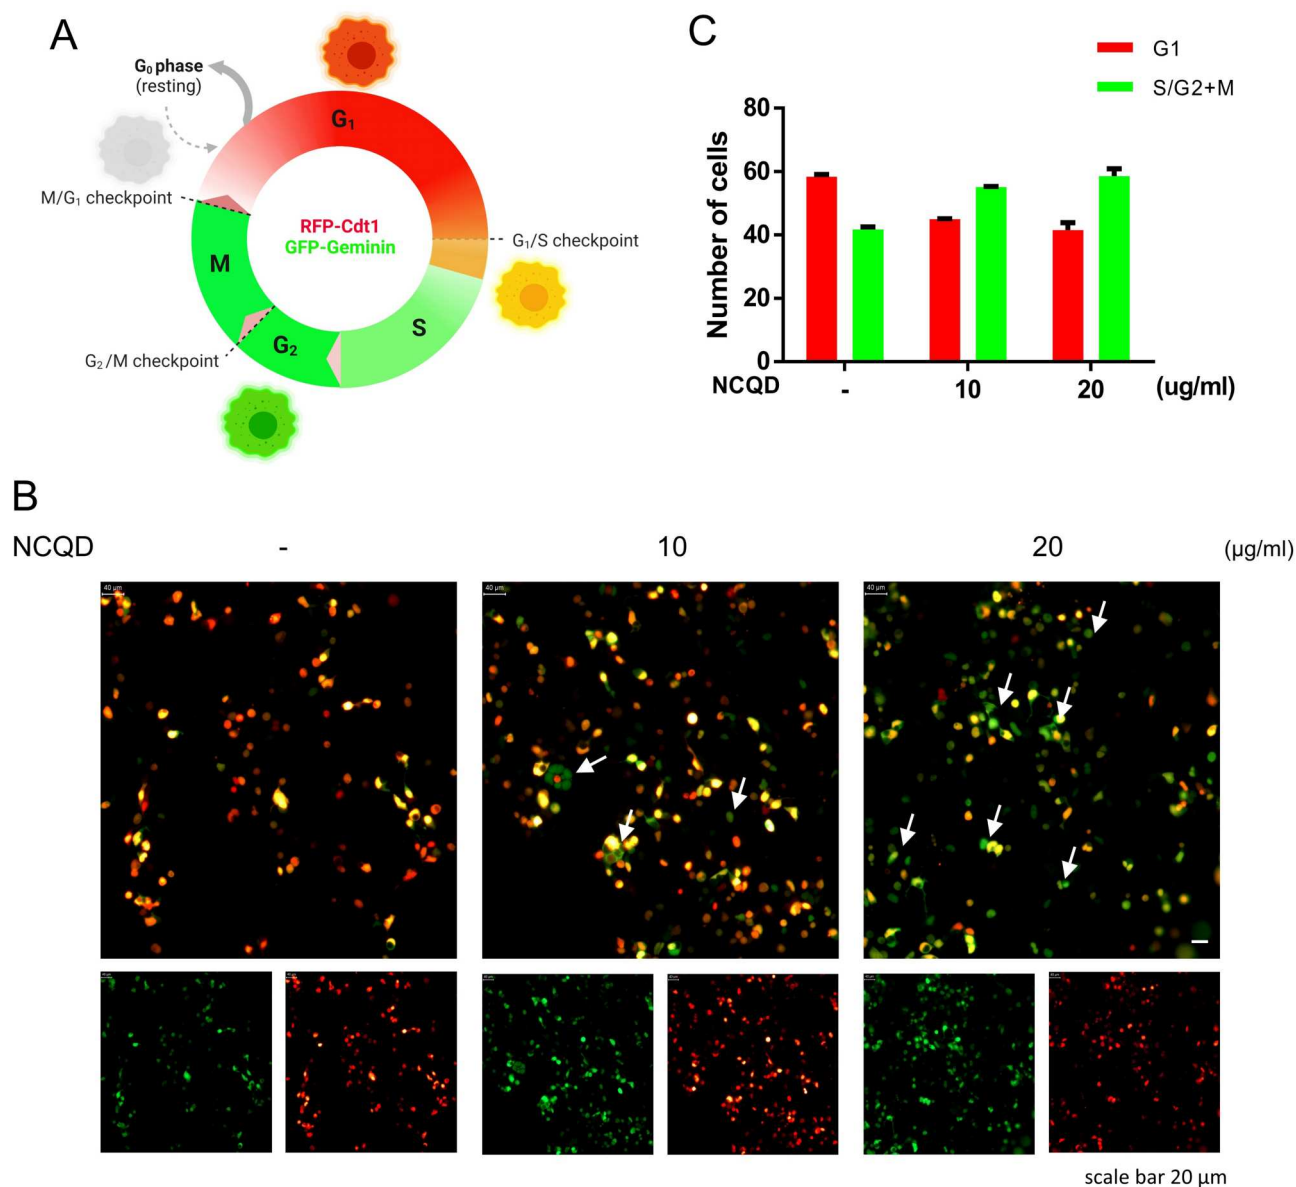 A
G₀ phase
(resting)
G₁
M/G₁ checkpoint
RFP-Cdt1
GFP-Geminin
G₁/S checkpoint
M
S
G₂
G₂/M checkpoint
C
G1
S/G2+M
Number of cells
80
60
40
20
0
NCQD - 10 20 (ug/ml)
B
NCQD - 10 20 (µg/ml)
40 µm
40 µm
40 µm
scale bar 20 µm